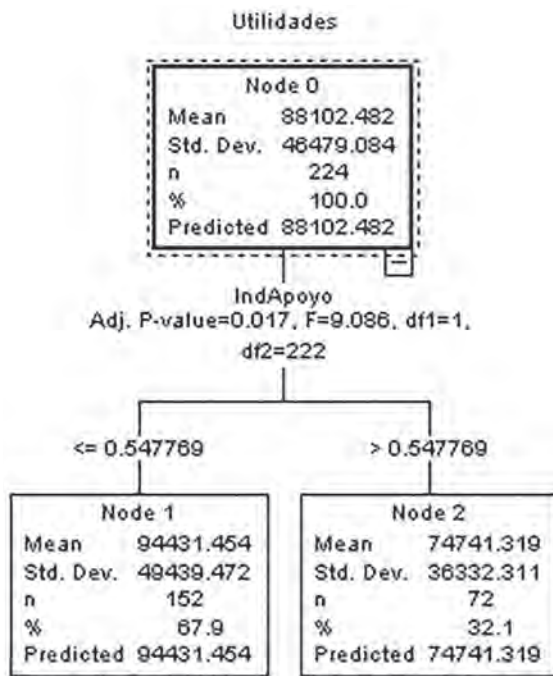 Utilidades
Node 0
Mean 88102.482
Std. Dev. 46479.084
n 224
% 100.0
Predicted 88102.482
IndApoyo
Adj. P-value=0.017, F=9.086, df1=1,
df2=222
<= 0.547769
> 0.547769
Node 1
Mean 94431.454
Std. Dev. 49439.472
n 152
% 67.9
Predicted 94431.454
Node 2
Mean 74741.319
Std. Dev. 36332.311
n 72
% 32.1
Predicted 74741.319